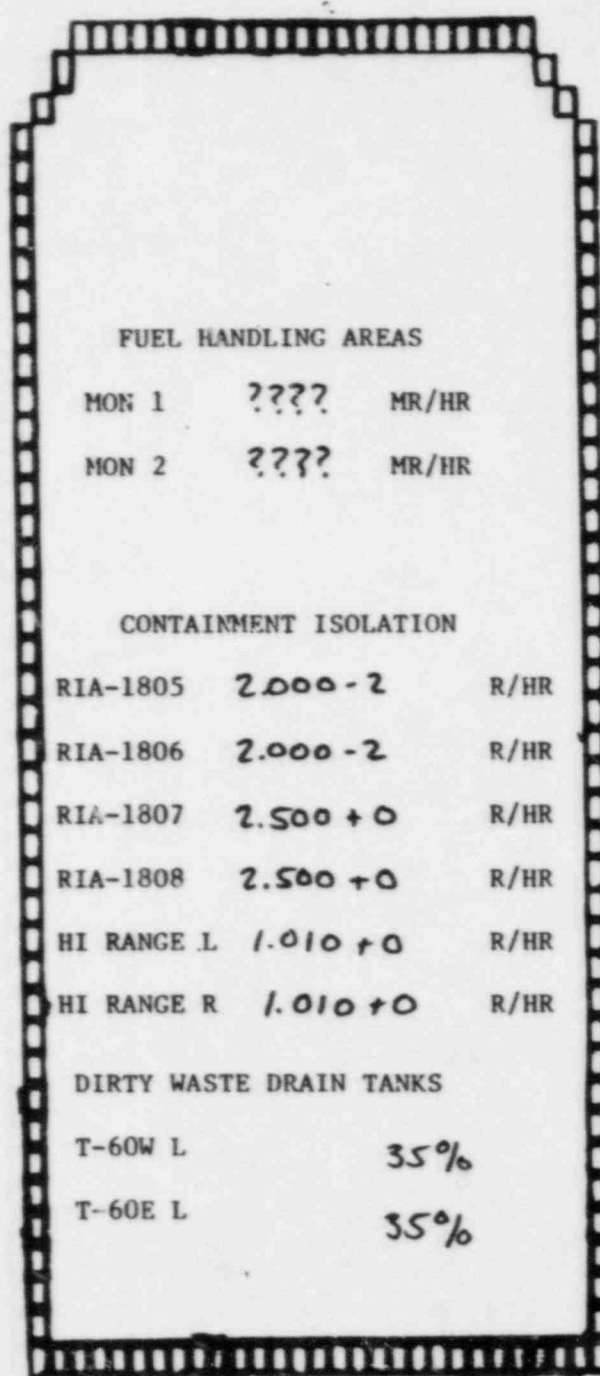 FUEL HANDLING AREAS
MON 1 ???? MR/HR
MON 2 ???? MR/HR
CONTAINMENT ISOLATION
RIA-1805 2.000-2 R/HR
RIA-1806 2.000-2 R/HR
RIA-1807 2.500+0 R/HR
RIA-1808 2.500+0 R/HR
HI RANGE L 1.010+0 R/HR
HI RANGE R 1.010+0 R/HR
DIRTY WASTE DRAIN TANKS
T-60W L 35%
T-60E L 35%